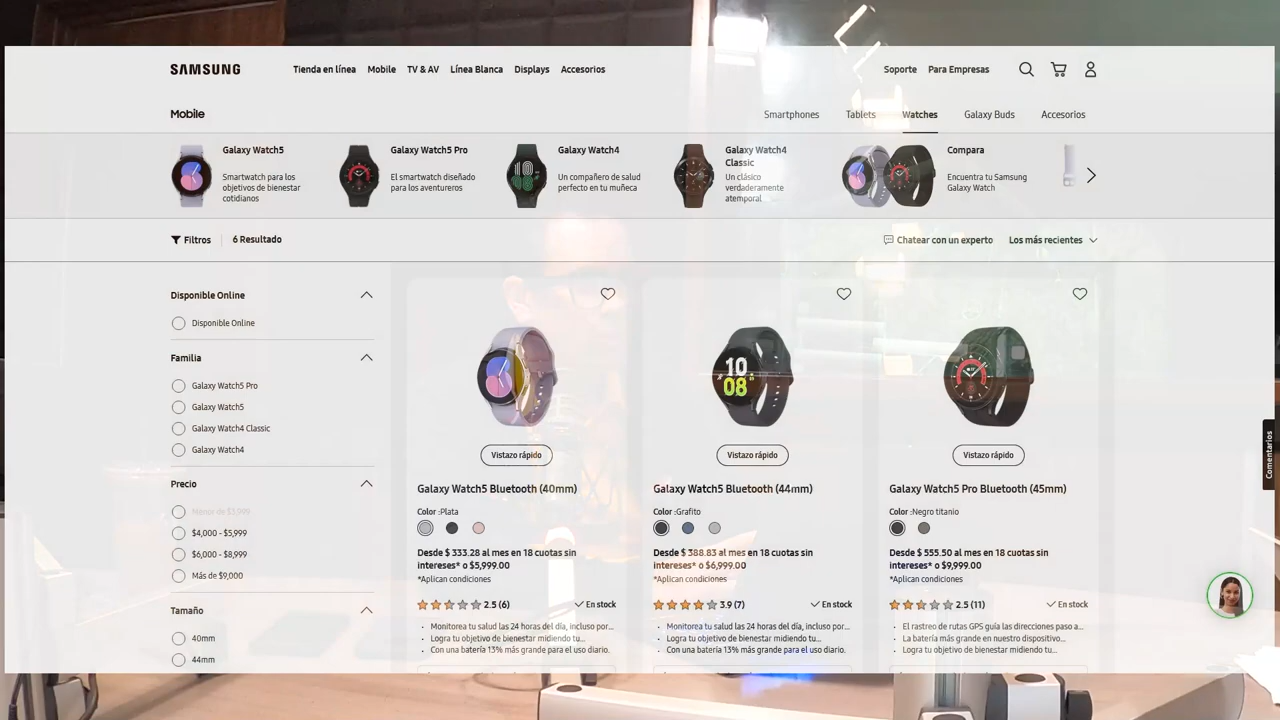 SAMSUNG
Tienda en línea Mobile TV & AV Línea Blanca Displays Accesorios
Soporte Para Empresas
Mobile
Smartphones Tablets Watches Galaxy Buds Accesorios
Galaxy Watch5
Smartwatch para los
objetivos de bienestar
cotidianos
Galaxy Watch5 Pro
El smartwatch diseñado
para los aventureros
Galaxy Watch4
Un compañero de salud
perfecto en tu muñeca
Galaxy Watch4
Classic
Un clásico
verdaderamente
atemporal
Compara
Encuentra tu Samsung
Galaxy Watch
Filtros
6 Resultado
Chatear con un experto
Los más recientes
Disponible Online
Disponible Online
Familia
Galaxy Watch5 Pro
Galaxy Watch5
Galaxy Watch4 Classic
Galaxy Watch4
Precio
Menos de $3,999
$4,000 - $5,999
$6,000 - $8,999
Más de $9,000
Tamaño
40mm
44mm
Vistazo rápido
Galaxy Watch5 Bluetooth (40mm)
Color :Plata
Desde $ 333.28 al mes en 18 cuotas sin
intereses* o $5,999.00
*Aplican condiciones
2.5 (6)
En stock
· Monitorea tu salud las 24 horas del día, incluso por...
· Logra tu objetivo de bienestar midiendo tu...
· Con una batería 13% más grande para el uso diario.
10
08
Vistazo rápido
Galaxy Watch5 Bluetooth (44mm)
Color :Grafito
Desde $ 388.83 al mes en 18 cuotas sin
intereses* o $6,999.00
*Aplican condiciones
3.9 (7)
En stock
· Monitorea tu salud las 24 horas del día, incluso por...
· Logra tu objetivo de bienestar midiendo tu...
· Con una batería 13% más grande para el uso diario.
Vistazo rápido
Galaxy Watch5 Pro Bluetooth (45mm)
Color :Negro titanio
Desde $ 555.50 al mes en 18 cuotas sin
intereses* o $9,999.00
*Aplican condiciones
2.5 (11)
En stock
· El rastreo de rutas GPS guía las direcciones paso a...
· La batería más grande en nuestro dispositivo...
· Logra tu objetivo de bienestar midiendo tu...
Comentarios